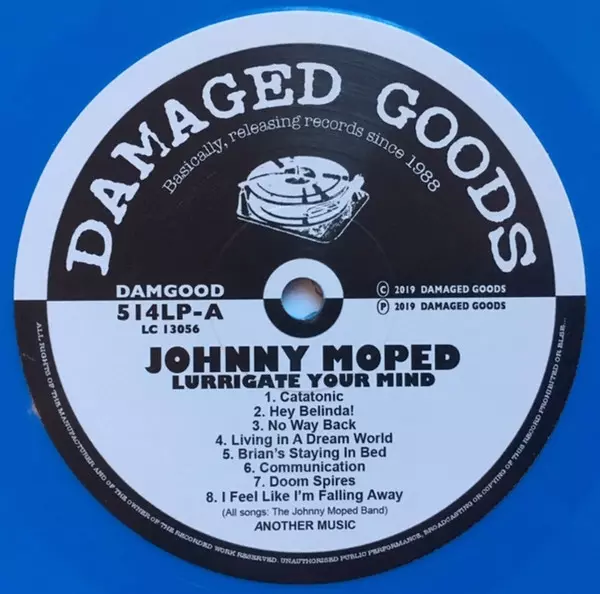 DAMAGED GOODS
Basically, releasing records since 1988
DAMGOOD
514LP-A
LC 13056
© 2019 DAMAGED GOODS
℗ 2019 DAMAGED GOODS
JOHNNY MOPED
LURRIGATE YOUR MIND
1. Catatonic
2. Hey Belinda!
3. No Way Back
4. Living in A Dream World
5. Brian's Staying In Bed
6. Communication
7. Doom Spires
8. I Feel Like I'm Falling Away
(All songs: The Johnny Moped Band)
ANOTHER MUSIC
ALL RIGHTS OF THE MANUFACTURER AND OF THE OWNER OF THE RECORDED WORK RESERVED. UNAUTHORISED PUBLIC PERFORMANCE, BROADCASTING OR COPYING OF THIS RECORD PROHIBITED OR ELSE...